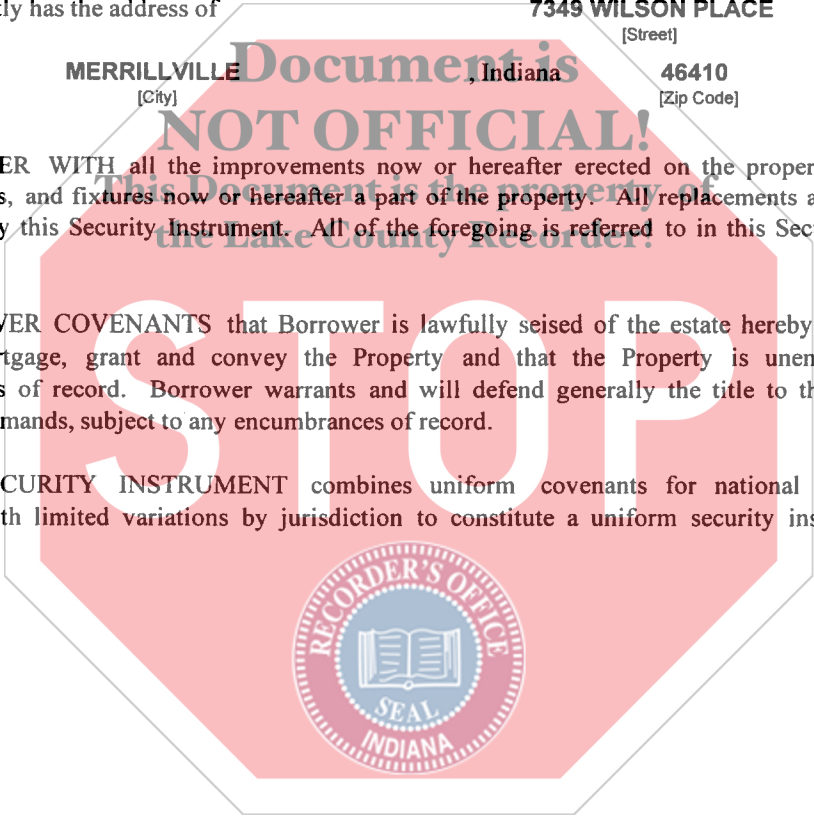 tly has the address of 7349 WILSON PLACE
[Street]
MERRILLVILLE , Indiana 46410
[City] [Zip Code]
Document is
NOT OFFICIAL!
ER WITH all the improvements now or hereafter erected on the proper
This Document is the property of
s, and fixtures now or hereafter a part of the property. All replacements a
the Lake County Recorder!
y this Security Instrument. All of the foregoing is referred to in this Sec
VER COVENANTS that Borrower is lawfully seised of the estate hereby
tgage, grant and convey the Property and that the Property is unen
s of record. Borrower warrants and will defend generally the title to th
mands, subject to any encumbrances of record.
STOP
CURITY INSTRUMENT combines uniform covenants for national
th limited variations by jurisdiction to constitute a uniform security ins
RECORDER'S OFFICE
SEAL
INDIANA